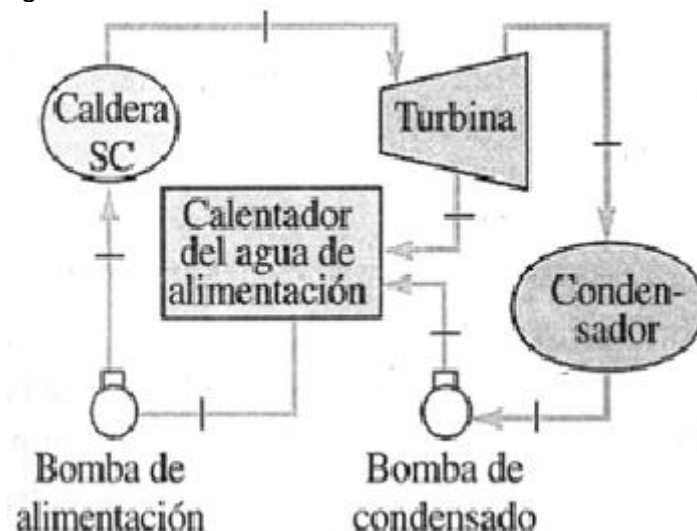 Caldera
SC
Turbina
Calentador
del agua de
alimentación
Conden-
sador
Bomba de
alimentación
Bomba de
condensado